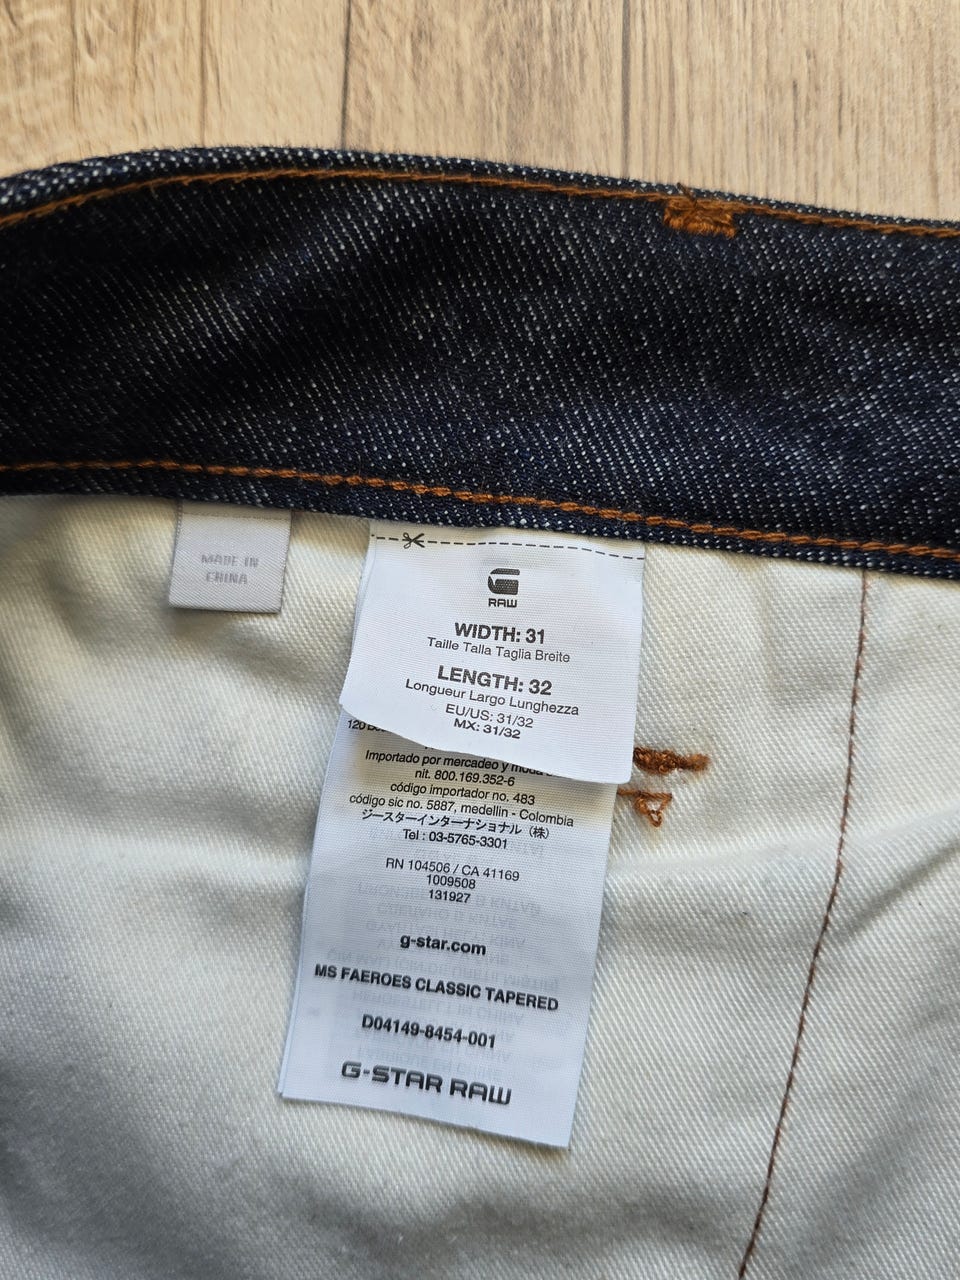 MADE IN
CHINA
RAW
WIDTH: 31
Taille Talla Taglia Breite
LENGTH: 32
Longueur Largo Lunghezza
EU/US: 31/32
MX: 31/32
Importado por mercadeo y moda
nit. 800.169.352-6
código importador no. 483
código sic no. 5887, medellin - Colombia
ジースターインターナショナル（株）
Tel : 03-5765-3301
RN 104506 / CA 41169
1009508
131927
g-star.com
MS FAEROES CLASSIC TAPERED
D04149-8454-001
G-STAR RAW